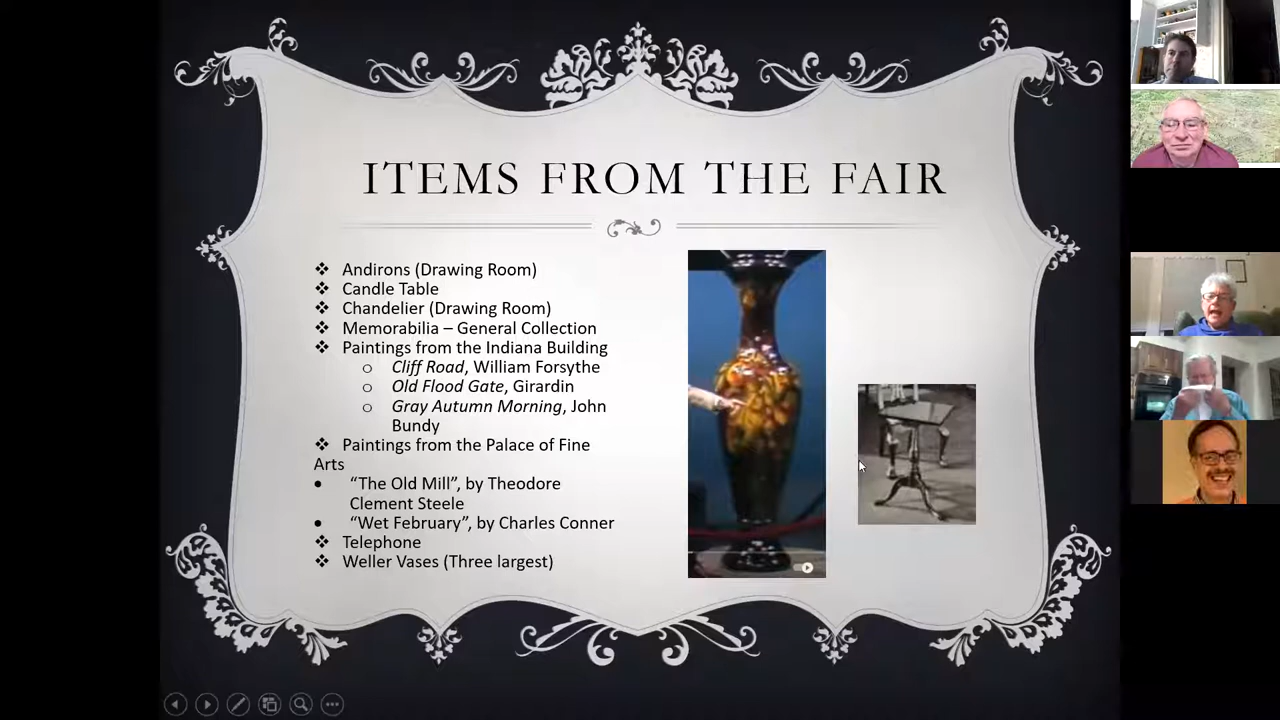 ITEMS FROM THE FAIR
❖ Andirons (Drawing Room)
❖ Candle Table
❖ Chandelier (Drawing Room)
❖ Memorabilia – General Collection
❖ Paintings from the Indiana Building
o Cliff Road, William Forsythe
o Old Flood Gate, Girardin
o Gray Autumn Morning, John
Bundy
❖ Paintings from the Palace of Fine
Arts
• “The Old Mill”, by Theodore
Clement Steele
• “Wet February”, by Charles Conner
❖ Telephone
❖ Weller Vases (Three largest)